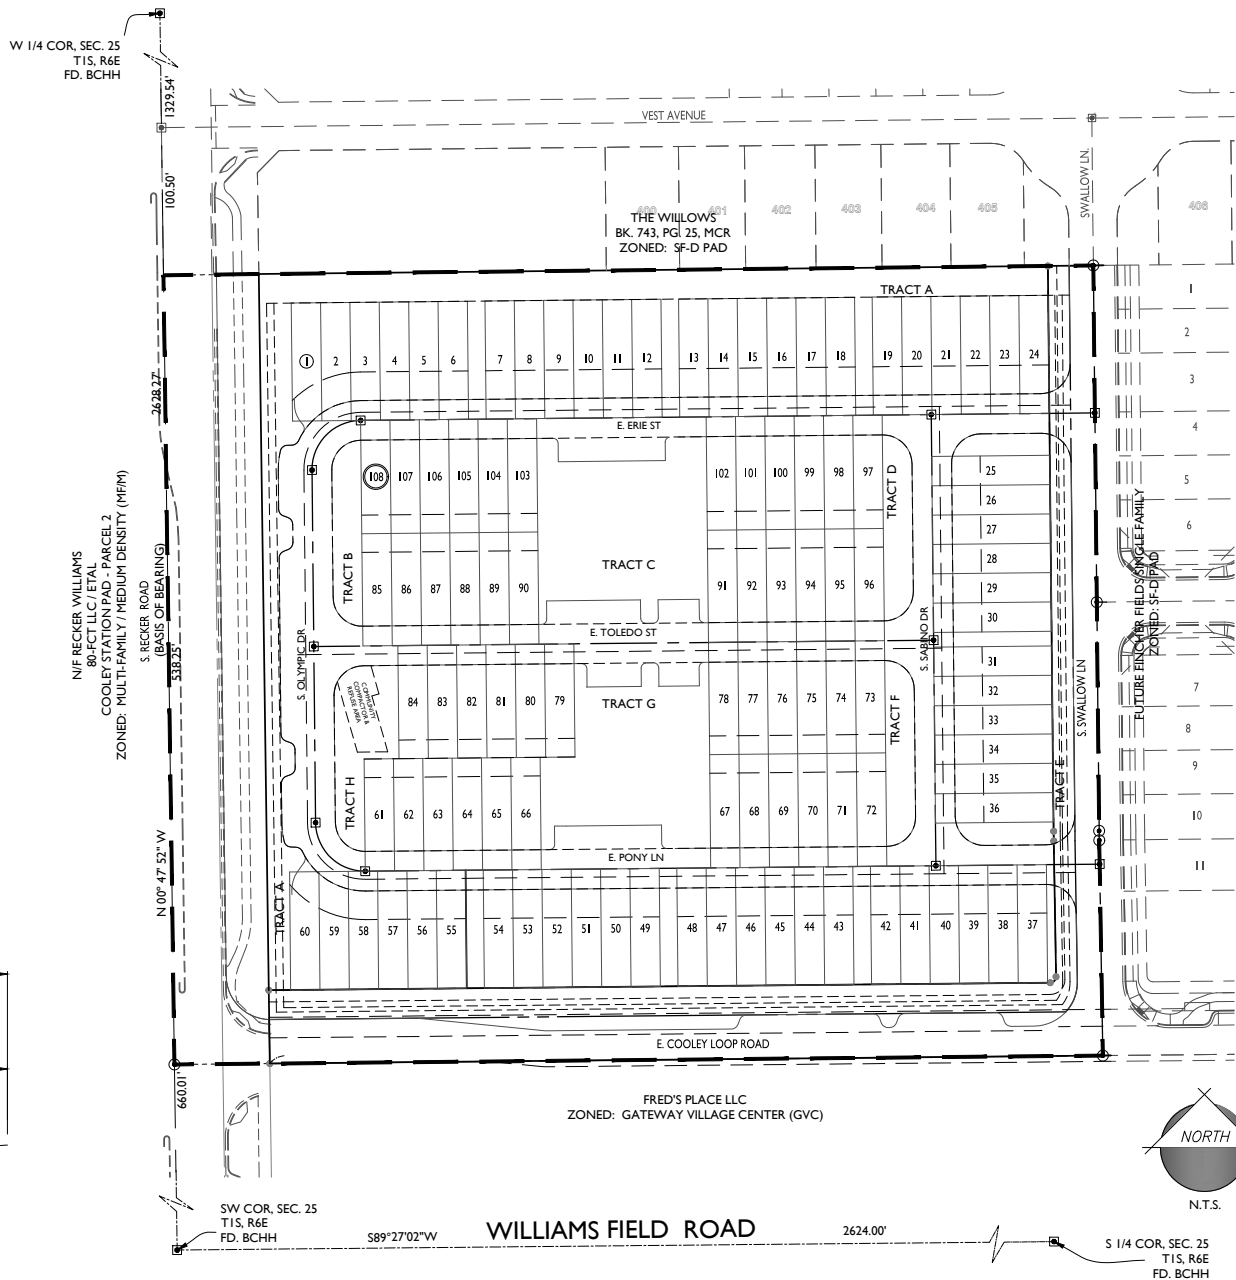 W 1/4 COR, SEC. 25
T1S, R6E
FD. BCHH
1329.54'
VEST AVENUE
100.50'
SWALLOW LN.
400 401 402 403 404 405 406
THE WILLOWS
BK. 743, PG. 25, MCR
ZONED: SF-D PAD
TRACT A
1 2 3 4 5 6 7 8 9 10 11 12 13 14 15 16 17 18 19 20 21 22 23 24
1
2
3
4
5
6
7
8
9
10
11
2628.27'
E. ERIE ST
108 107 106 105 104 103
102 101 100 99 98 97
TRACT D
25
26
27
28
29
30
31
32
33
34
35
36
N/F RECKER WILLIAMS
80-FCT LLC / ETAL
COOLEY STATION PAD - PARCEL 2
ZONED: MULTI-FAMILY / MEDIUM DENSITY (MF/M)
S. RECKER ROAD
(BASIS OF BEARING)
538.25'
TRACT B
TRACT C
85 86 87 88 89 90
91 92 93 94 95 96
FUTURE FINCHER FIELDS SINGLE FAMILY
ZONED: SF-D PAD
E. TOLEDO ST
S. OLYMPIC DR
S. SABINO DR
S. SWALLOW LN
COMMUNITY
COMPACTOR &
REFUSE AREA
84 83 82 81 80 79
TRACT G
78 77 76 75 74 73
TRACT F
TRACT H
61 62 63 64 65 66
67 68 69 70 71 72
TRACT E
E. PONY LN
N 00° 47' 52" W
TRACT A
60 59 58 57 56 55 54 53 52 51 50 49 48 47 46 45 44 43 42 41 40 39 38 37
E. COOLEY LOOP ROAD
660.01'
FRED'S PLACE LLC
ZONED: GATEWAY VILLAGE CENTER (GVC)
NORTH
N.T.S.
SW COR, SEC. 25
T1S, R6E
FD. BCHH
S89°27'02"W
WILLIAMS FIELD ROAD
2624.00'
S 1/4 COR, SEC. 25
T1S, R6E
FD. BCHH